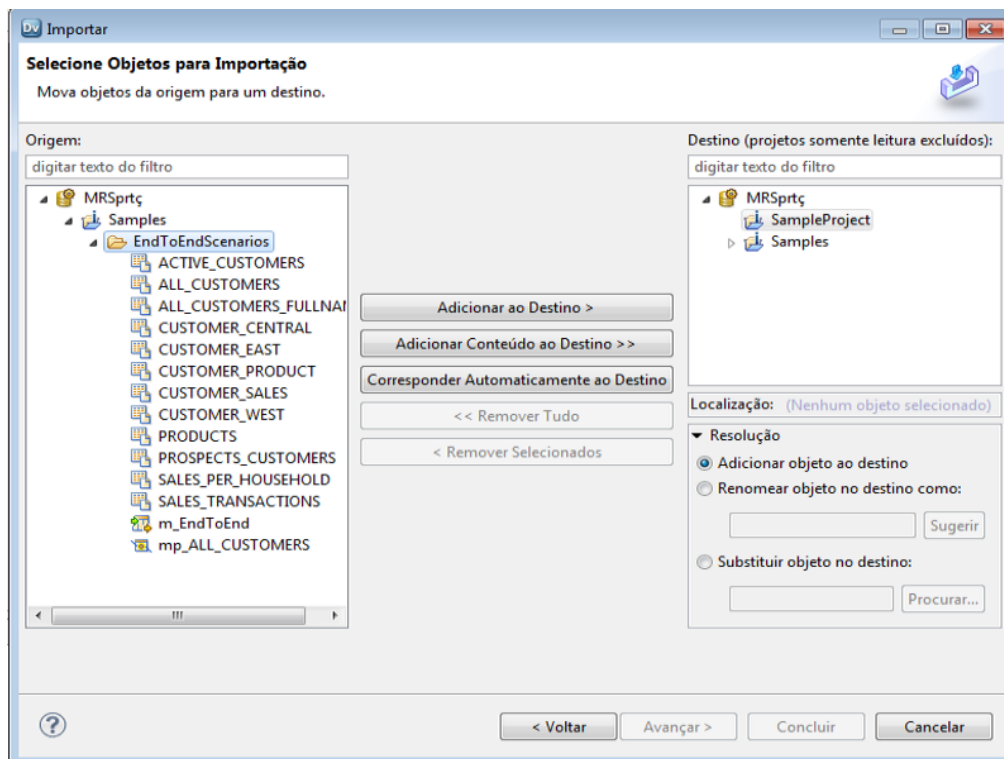 Dv Importar
Selecione Objetos para Importação
Mova objetos da origem para um destino.
Origem:
digitar texto do filtro
MRSprtç
Samples
EndToEndScenarios
ACTIVE_CUSTOMERS
ALL_CUSTOMERS
ALL_CUSTOMERS_FULLNAI
CUSTOMER_CENTRAL
CUSTOMER_EAST
CUSTOMER_PRODUCT
CUSTOMER_SALES
CUSTOMER_WEST
PRODUCTS
PROSPECTS_CUSTOMERS
SALES_PER_HOUSEHOLD
SALES_TRANSACTIONS
m_EndToEnd
mp_ALL_CUSTOMERS
Adicionar ao Destino >
Adicionar Conteúdo ao Destino >>
Corresponder Automaticamente ao Destino
<< Remover Tudo
< Remover Selecionados
Destino (projetos somente leitura excluídos):
digitar texto do filtro
MRSprtç
SampleProject
Samples
Localização: (Nenhum objeto selecionado)
Resolução
Adicionar objeto ao destino
Renomear objeto no destino como:
Sugerir
Substituir objeto no destino:
Procurar...
? < Voltar Avançar > Concluir Cancelar